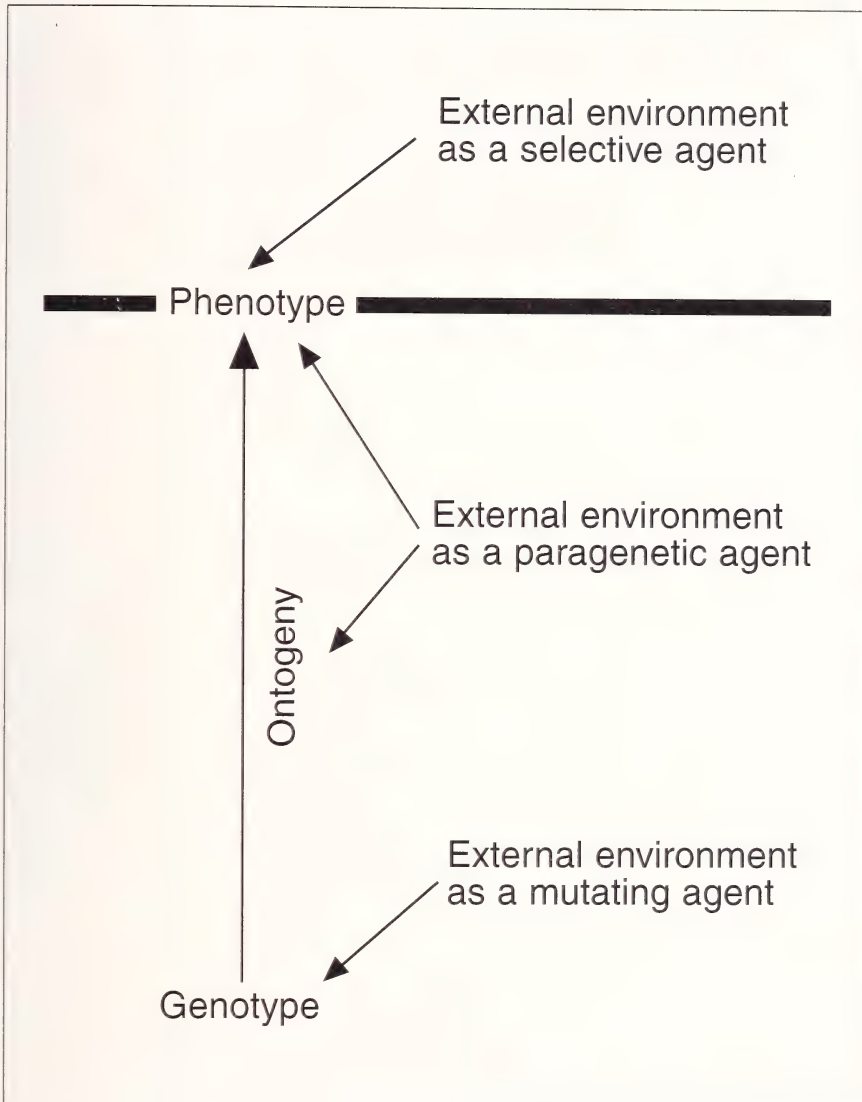 External environment
as a selective agent
Phenotype
External environment
as a paragenetic agent
Ontogeny
External environment
as a mutating agent
Genotype